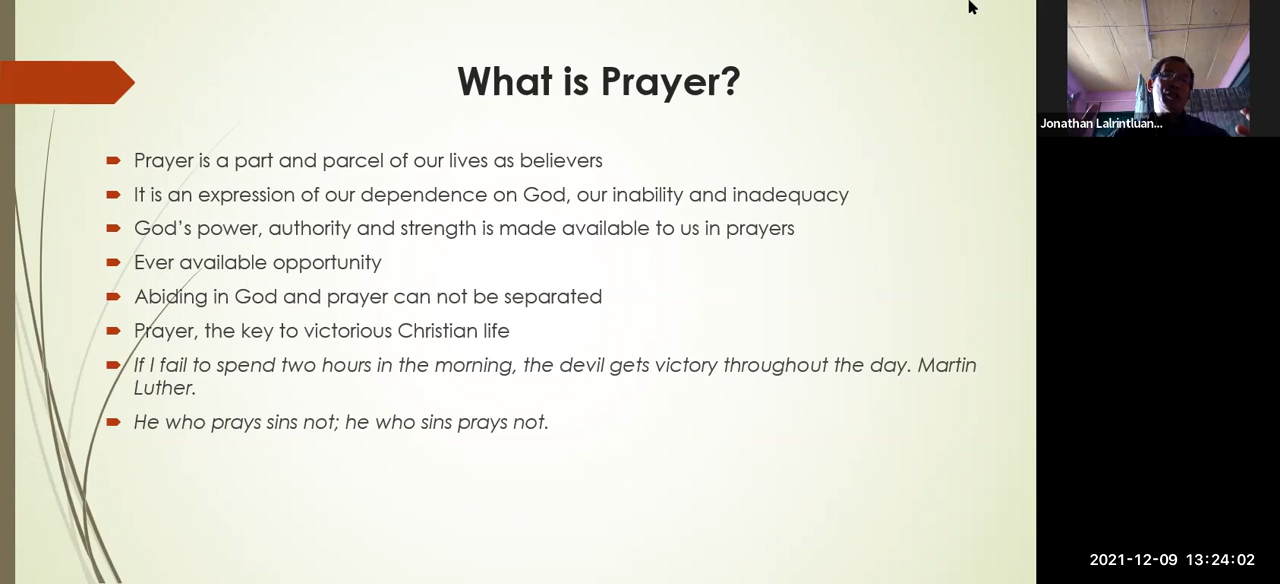 What is Prayer?
Prayer is a part and parcel of our lives as believers
It is an expression of our dependence on God, our inability and inadequacy
God's power, authority and strength is made available to us in prayers
Ever available opportunity
Abiding in God and prayer can not be separated
Prayer, the key to victorious Christian life
If I fail to spend two hours in the morning, the devil gets victory throughout the day. Martin
Luther.
He who prays sins not; he who sins prays not.
Jonathan Lalrintluan...
2021-12-09 13:24:02